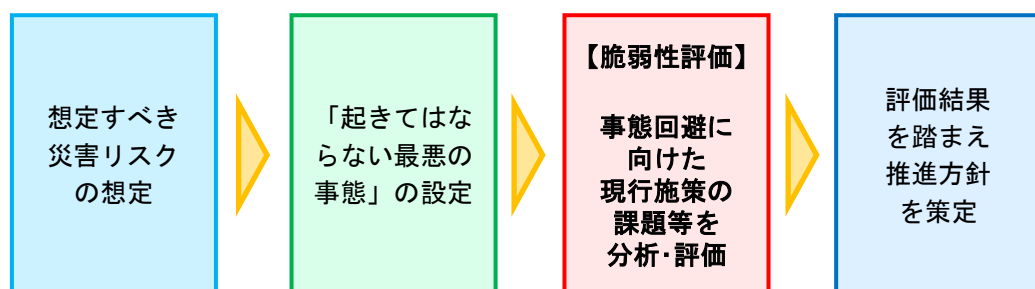 想定すべき
災害リスク
の想定
「起きてはな
らない最悪の
事態」の設定
【脆弱性評価】
事態回避に
向けた
現行施策の
課題等を
分析・評価
評価結果
を踏まえ
推進方針
を策定